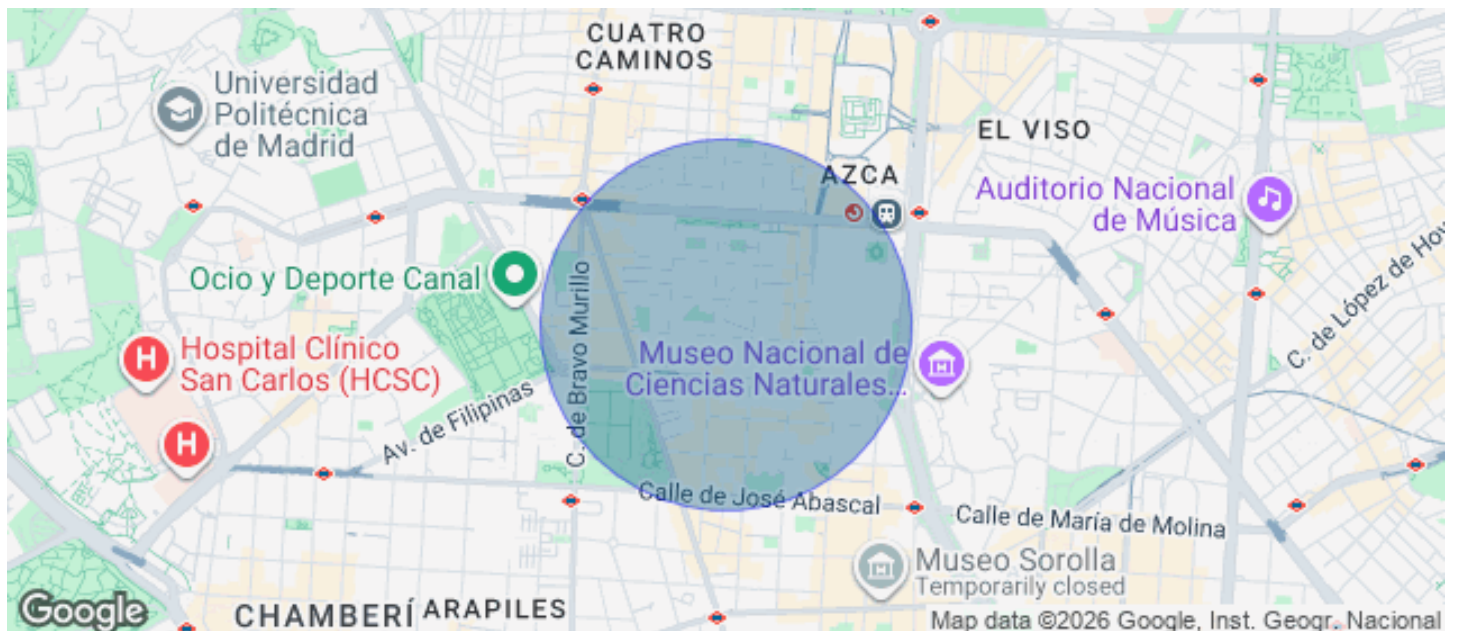 CUATRO
CAMINOS
Universidad
Politécnica
de Madrid
EL VISO
AZCA
Auditorio Nacional
de Música
Ocio y Deporte Canal
C. de Bravo Murillo
C. de López de Hoy
Hospital Clínico
San Carlos (HCSC)
H
Museo Nacional de
Ciencias Naturales...
Av. de Filipinas
H
Calle de José Abascal
Calle de María de Molina
Museo Sorolla
Temporarily closed
Google
CHAMBERÍ
ARAPILES
Map data ©2026 Google, Inst. Geogr. Nacional